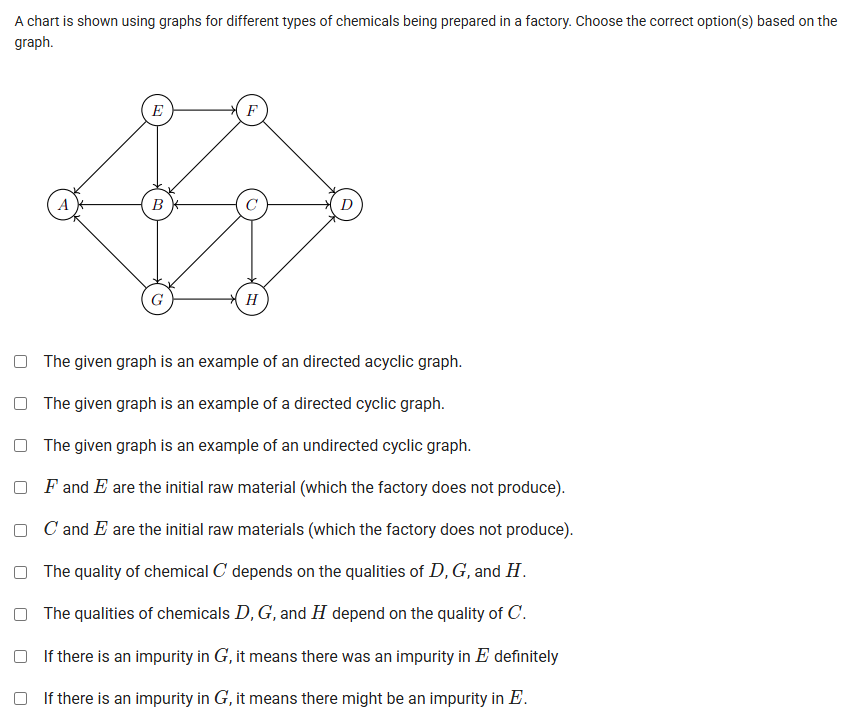 A chart is shown using graphs for different types of chemicals being prepared in a factory. Choose the correct option(s) based on the
graph.
E F
A B C D
G H
The given graph is an example of an directed acyclic graph.
The given graph is an example of a directed cyclic graph.
The given graph is an example of an undirected cyclic graph.
F and E are the initial raw material (which the factory does not produce).
C and E are the initial raw materials (which the factory does not produce).
The quality of chemical C depends on the qualities of D, G, and H.
The qualities of chemicals D, G, and H depend on the quality of C.
If there is an impurity in G, it means there was an impurity in E definitely
If there is an impurity in G, it means there might be an impurity in E.